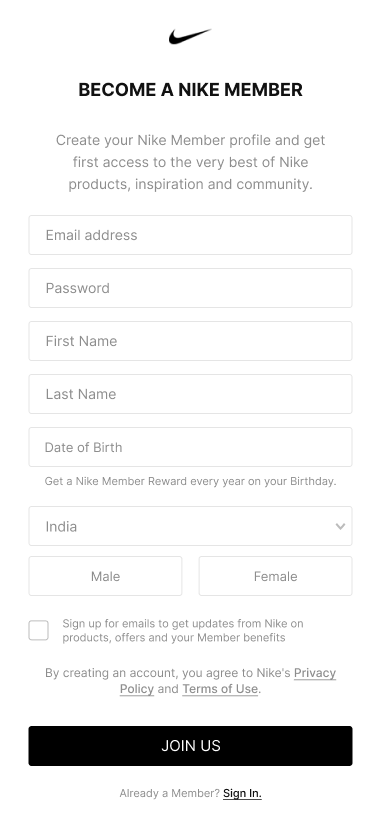 BECOME A NIKE MEMBER
Create your Nike Member profile and get
first access to the very best of Nike
products, inspiration and community.
Email address
Password
First Name
Last Name
Date of Birth
Get a Nike Member Reward every year on your Birthday.
India
Male
Female
Sign up for emails to get updates from Nike on
products, offers and your Member benefits
By creating an account, you agree to Nike's Privacy
Policy and Terms of Use.
JOIN US
Already a Member? Sign In.